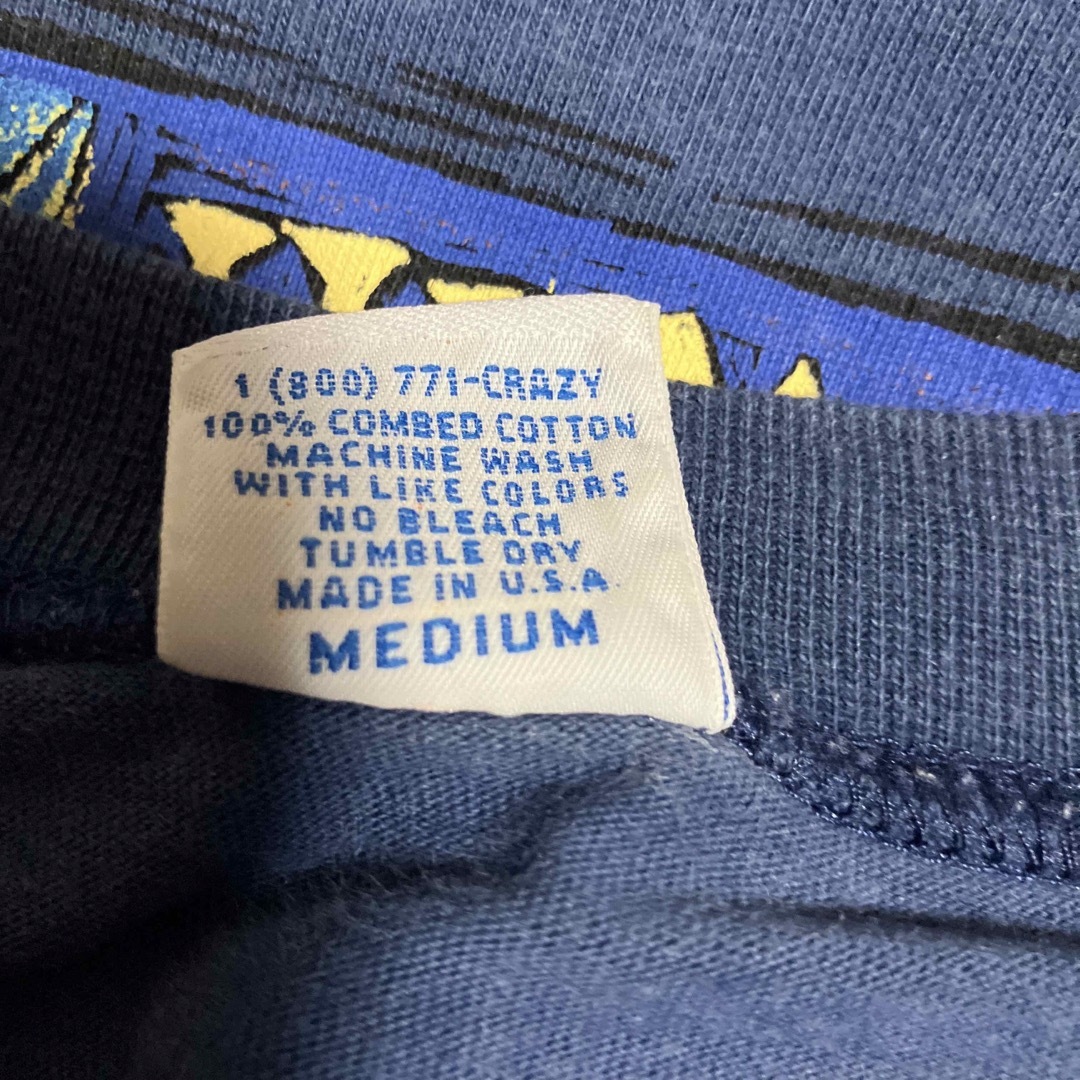 1 (800) 771-CRAZY
100% COMBED COTTON
MACHINE WASH
WITH LIKE COLORS
NO BLEACH
TUMBLE DRY
MADE IN U.S.A.
MEDIUM